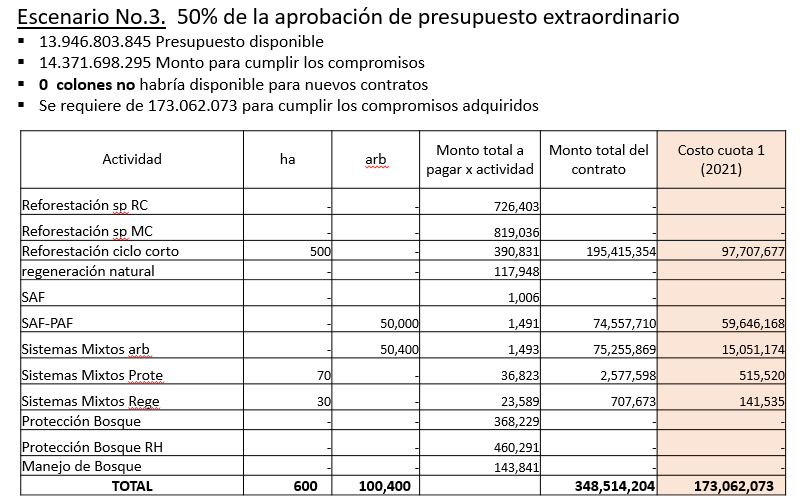 Escenario No.3. 50% de la aprobación de presupuesto extraordinario
▪ 13.946.803.845 Presupuesto disponible
▪ 14.371.698.295 Monto para cumplir los compromisos
▪ 0 colones no habría disponible para nuevos contratos
▪ Se requiere de 173.062.073 para cumplir los compromisos adquiridos
Actividad ha arb Monto total a pagar x actividad Monto total del contrato Costo cuota 1 (2021)
Reforestación sp RC - - 726,403 - -
Reforestación sp MC - - 819,036 - -
Reforestación ciclo corto 500 - 390,831 195,415,354 97,707,677
regeneración natural - - 117,948 - -
SAF - - 1,006 - -
SAF-PAF - 50,000 1,491 74,557,710 59,646,168
Sistemas Mixtos arb - 50,400 1,493 75,255,869 15,051,174
Sistemas Mixtos Prote 70 - 36,823 2,577,598 515,520
Sistemas Mixtos Rege 30 - 23,589 707,673 141,535
Protección Bosque - - 368,229 - -
Protección Bosque RH - - 460,291 - -
Manejo de Bosque - - 143,841 - -
TOTAL 600 100,400 348,514,204 173,062,073